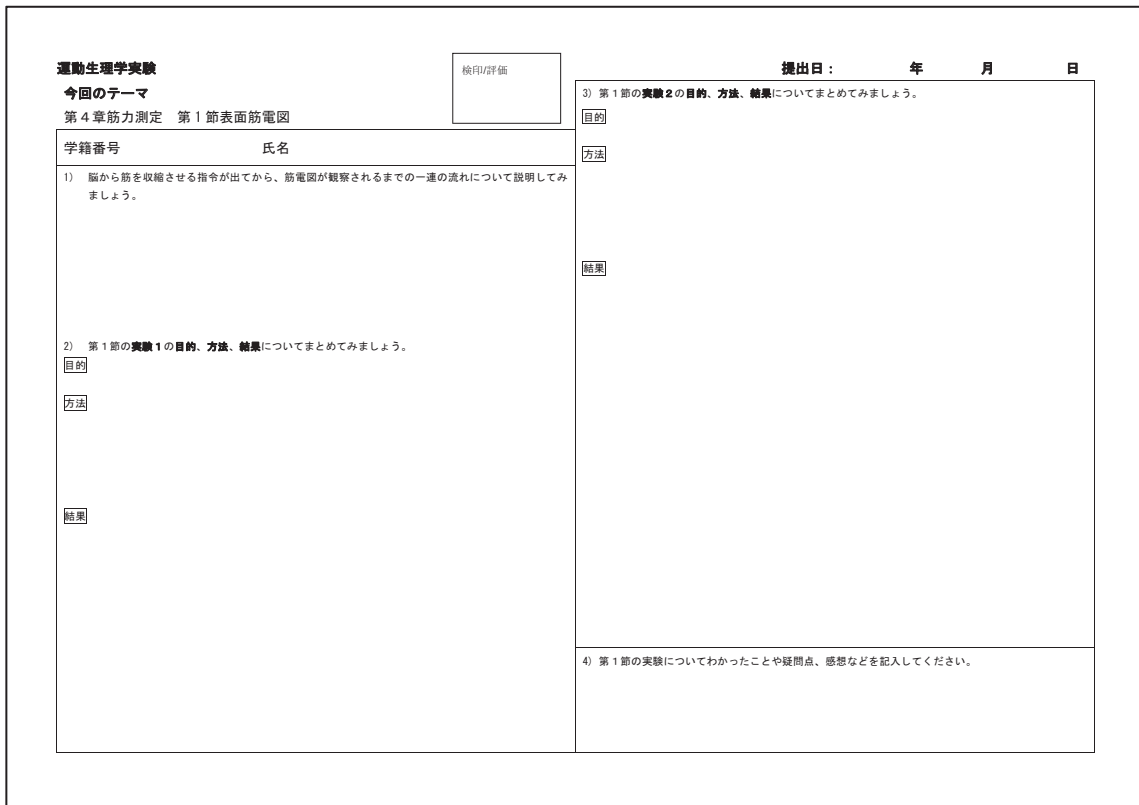 運動生理学実験
今回のテーマ
第４章筋力測定　第１節表面筋電図
検印/評価
提出日：　年　月　日
学籍番号　氏名
1)　脳から筋を収縮させる指令が出てから、筋電図が観察されるまでの一連の流れについて説明してみ
ましょう。
2)　第１節の実験１の目的、方法、結果についてまとめてみましょう。
目的
方法
結果
3) 第１節の実験２の目的、方法、結果についてまとめてみましょう。
目的
方法
結果
4) 第１節の実験についてわかったことや疑問点、感想などを記入してください。